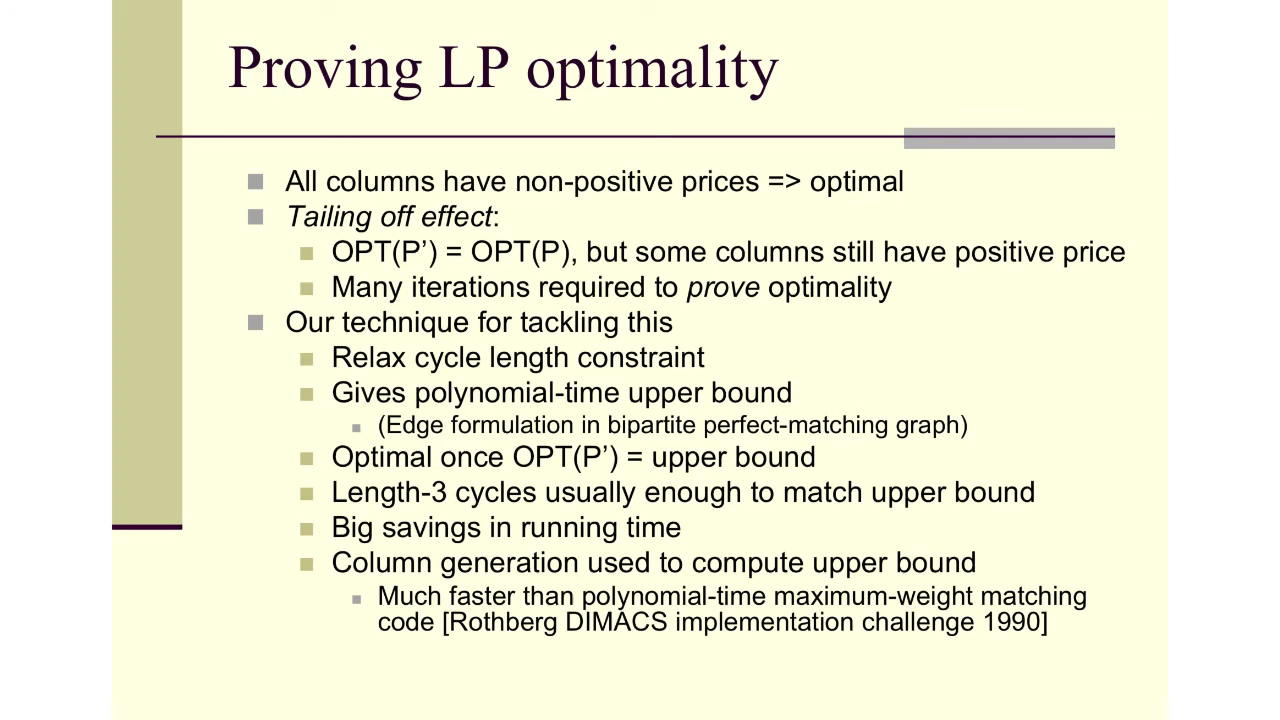 Proving LP optimality
All columns have non-positive prices => optimal
Tailing off effect:
OPT(P’) = OPT(P), but some columns still have positive price
Many iterations required to prove optimality
Our technique for tackling this
Relax cycle length constraint
Gives polynomial-time upper bound
(Edge formulation in bipartite perfect-matching graph)
Optimal once OPT(P’) = upper bound
Length-3 cycles usually enough to match upper bound
Big savings in running time
Column generation used to compute upper bound
Much faster than polynomial-time maximum-weight matching
code [Rothberg DIMACS implementation challenge 1990]